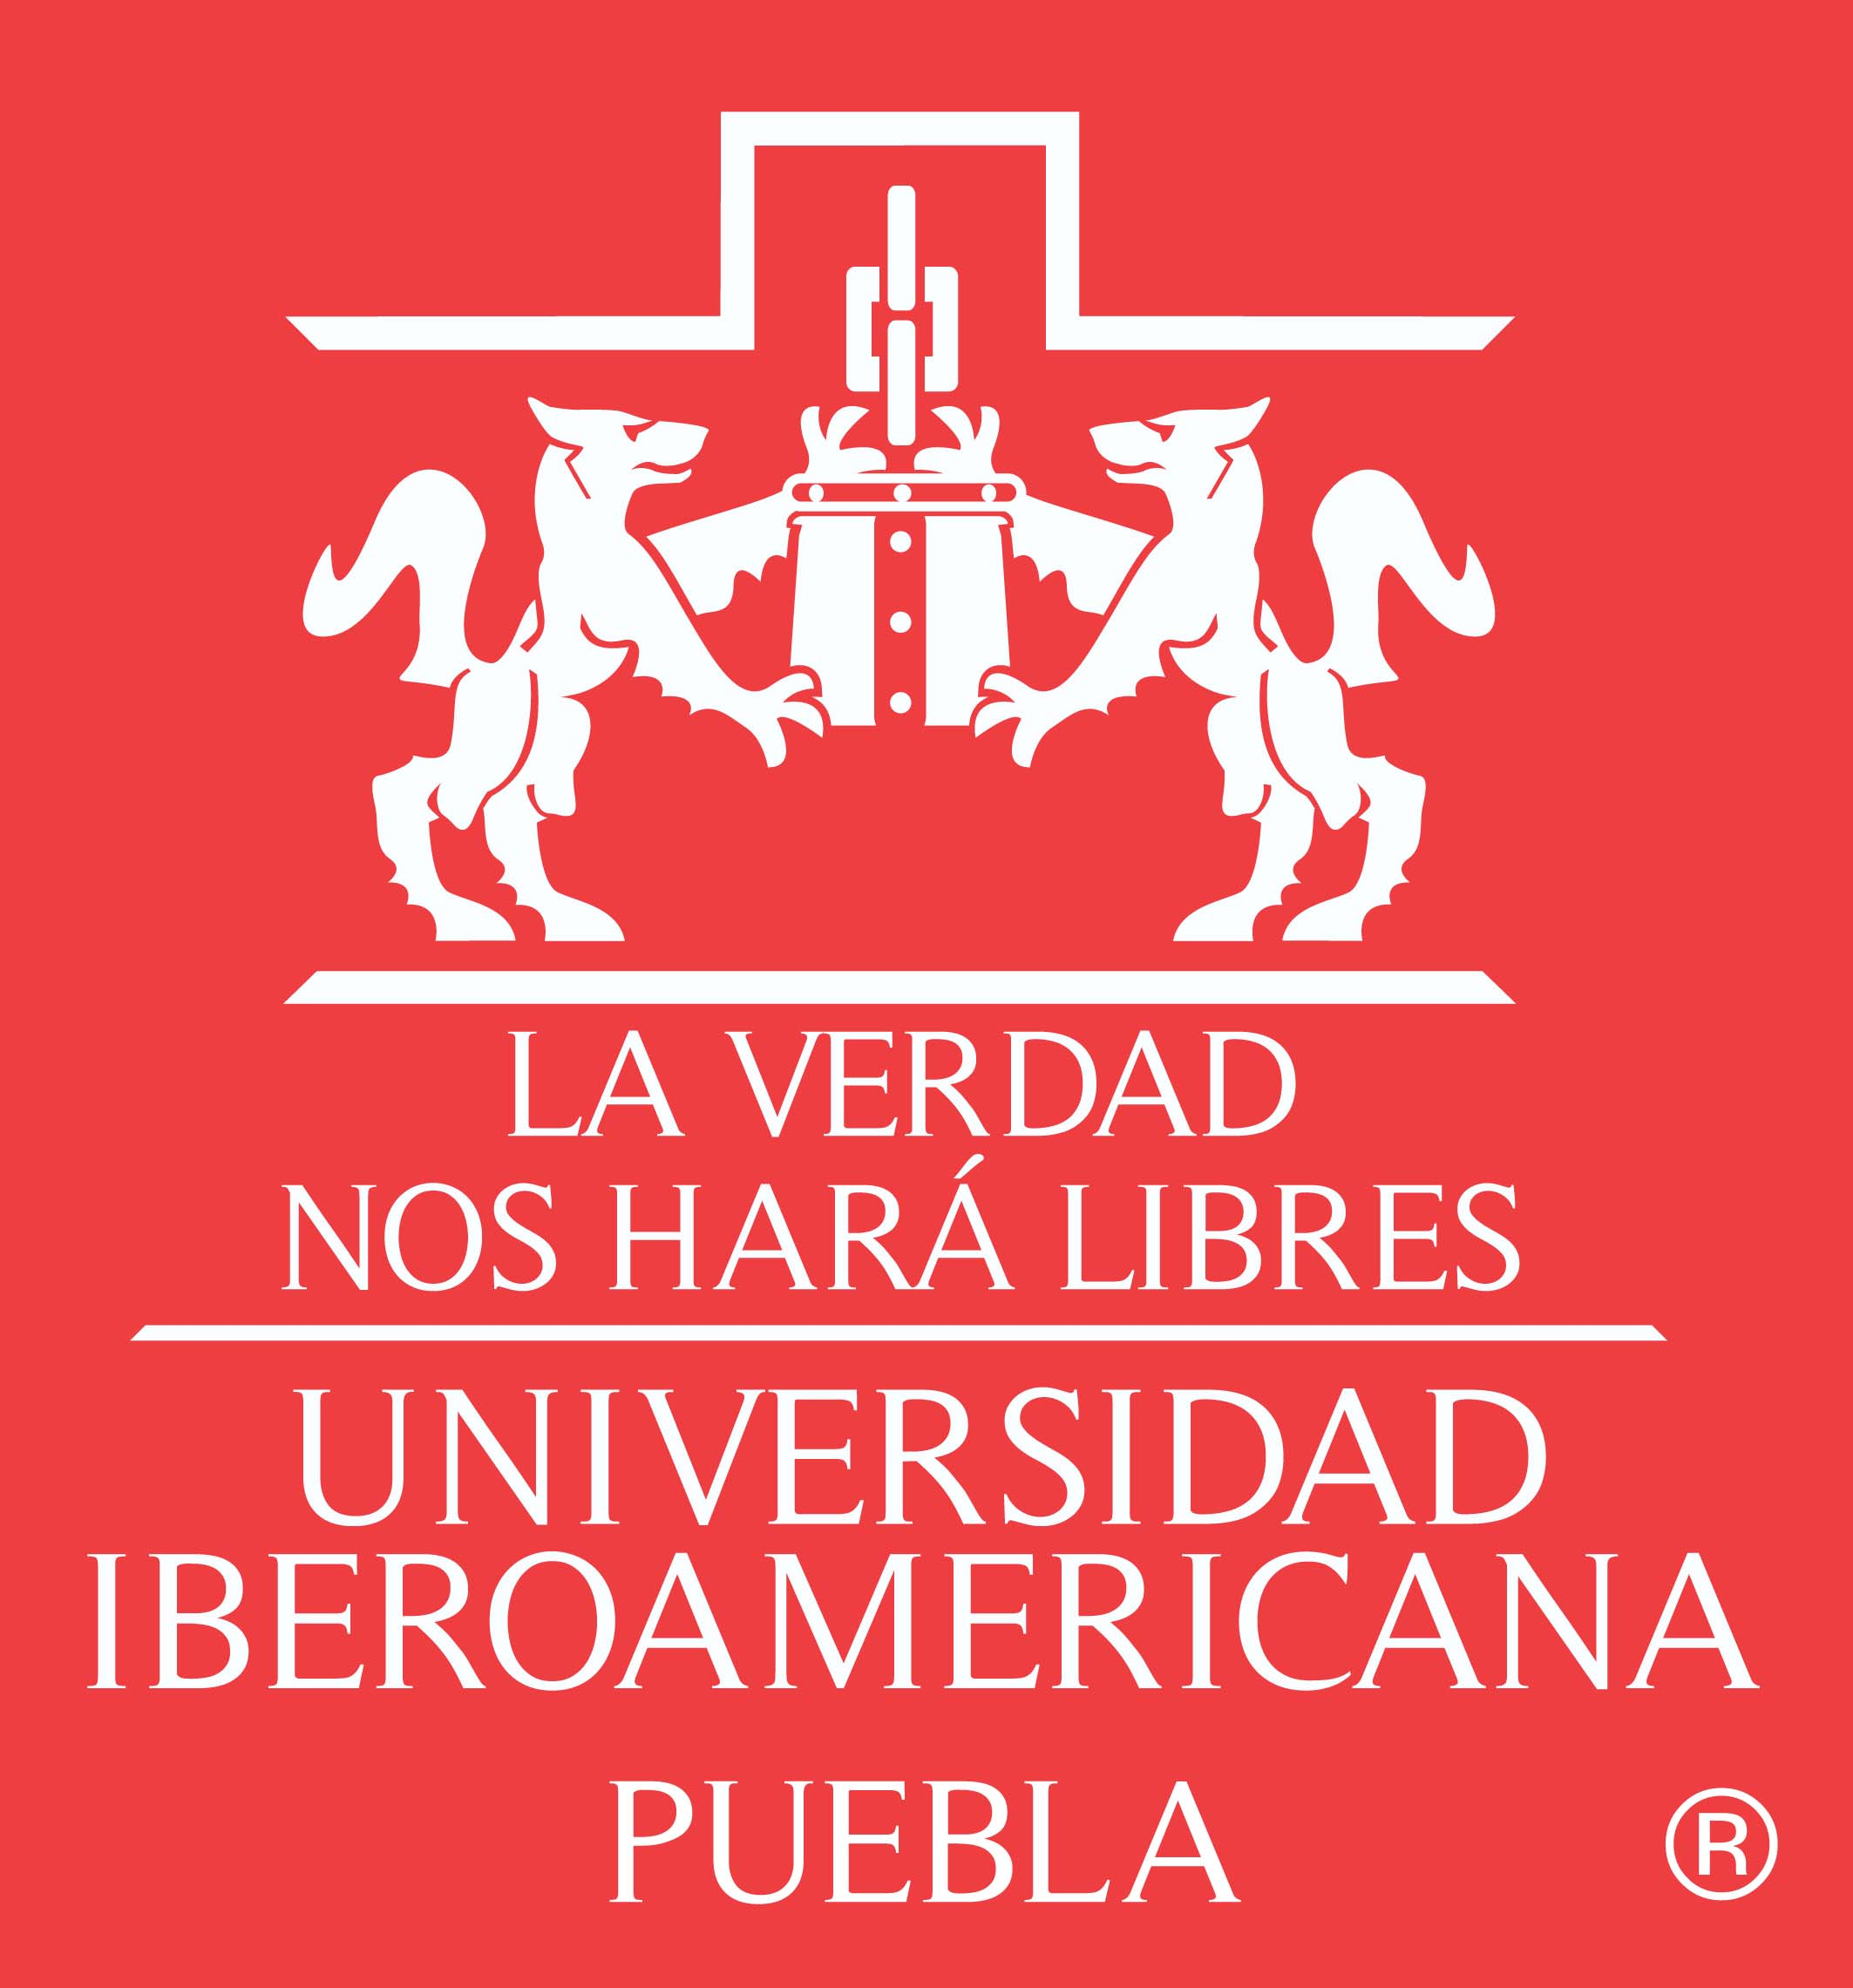 LA VERDAD
NOS HARÁ LIBRES
UNIVERSIDAD
IBEROAMERICANA
PUEBLA ®